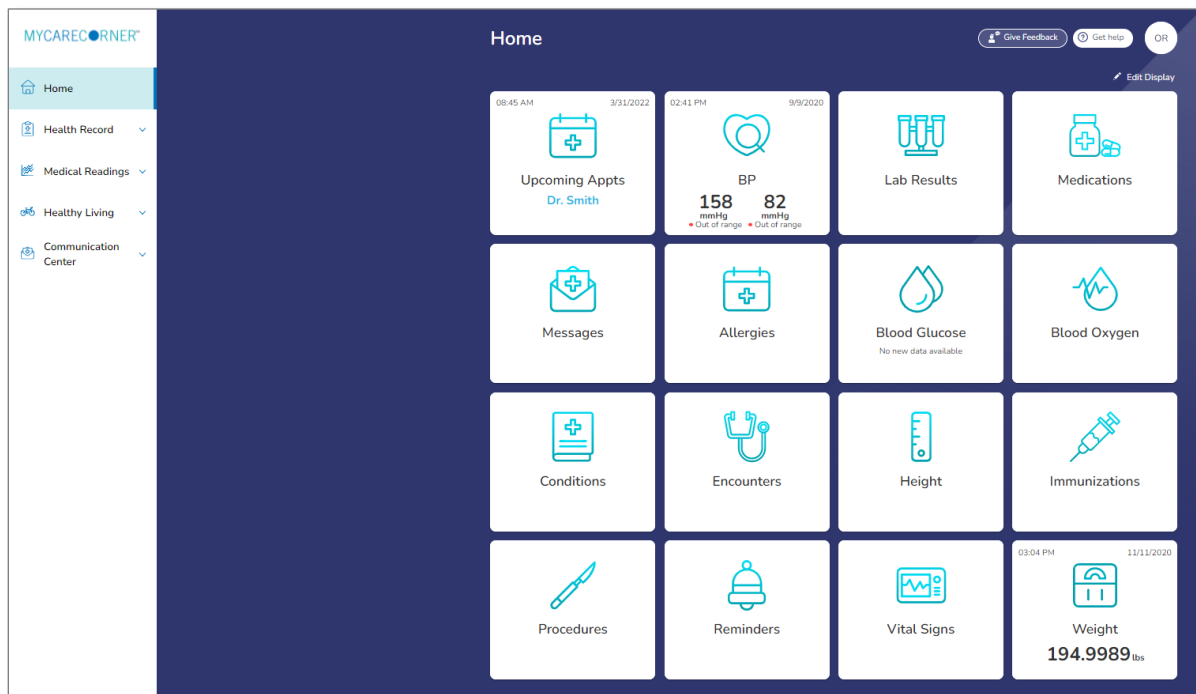 MYCARECORNER™
Home
Give Feedback
Get help
OR
Home
Health Record
Medical Readings
Healthy Living
Communication
Center
Edit Display
08:45 AM 3/31/2022
Upcoming Appts
Dr. Smith
02:41 PM 9/9/2020
BP
158 82
mmHg mmHg
Out of range Out of range
Lab Results
Medications
Messages
Allergies
Blood Glucose
No new data available
Blood Oxygen
Conditions
Encounters
Height
Immunizations
Procedures
Reminders
Vital Signs
03:04 PM 11/11/2020
Weight
194.9989 lbs